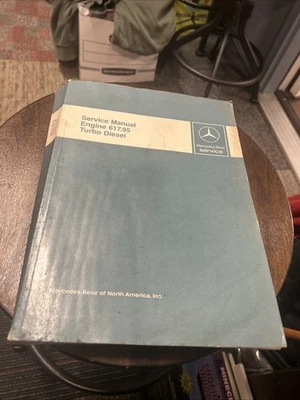 Service Manual
Engine 617.95
Turbo Diesel
Mercedes-Benz
service
Mercedes-Benz of North America, Inc.